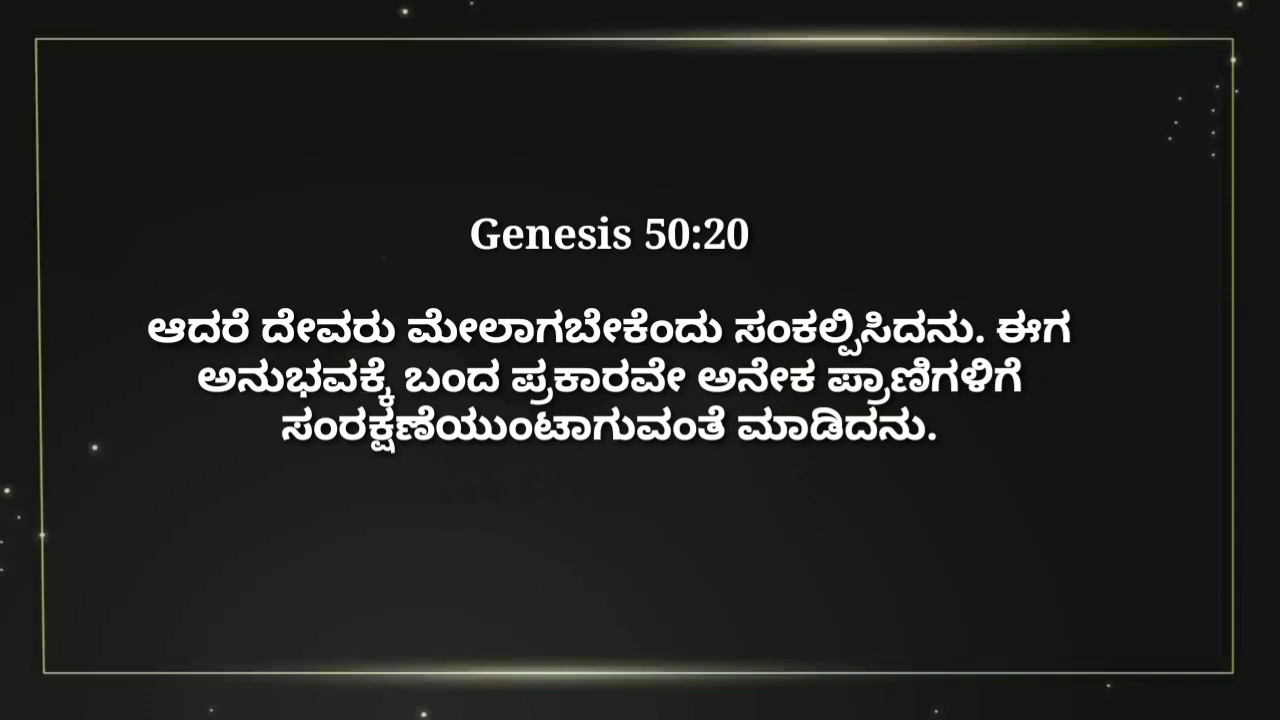 Genesis 50:20
ಆದರೆ ದೇವರು ಮೇಲಾಗಬೇಕೆಂದು ಸಂಕಲ್ಪಿಸಿದನು. ಈಗ
ಅನುಭವಕ್ಕೆ ಬಂದ ಪ್ರಕಾರವೇ ಅನೇಕ ಪ್ರಾಣಿಗಳಿಗೆ
ಸಂರಕ್ಷಣೆಯುಂಟಾಗುವಂತೆ ಮಾಡಿದನು.